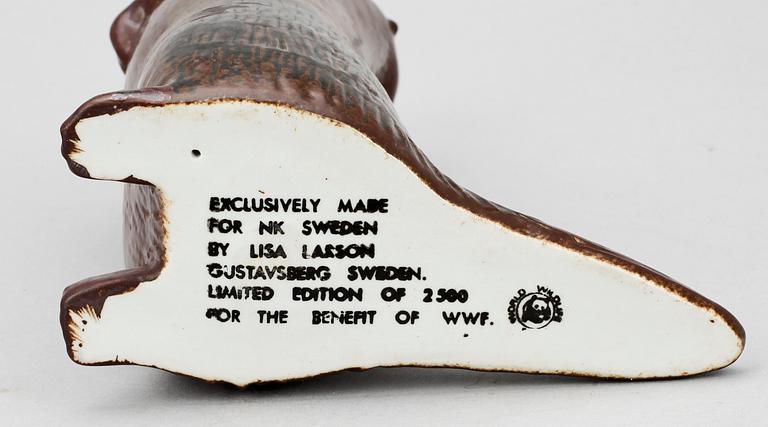 EXCLUSIVELY MADE
FOR NK SWEDEN
BY LISA LARSON
GUSTAVSBERG SWEDEN.
LIMITED EDITION OF 2500
FOR THE BENEFIT OF WWF.
WORLD WILDLIFE